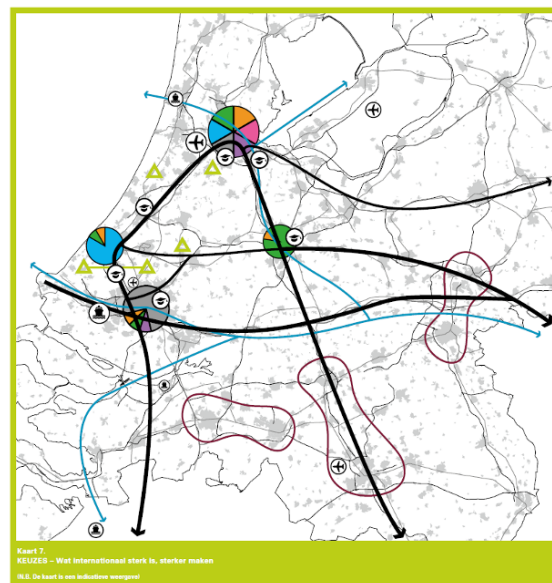 Kaart 7.
KEUZES – Wat internationaal sterk is, sterker maken
(N.B. De kaart is een indicatieve weergave)